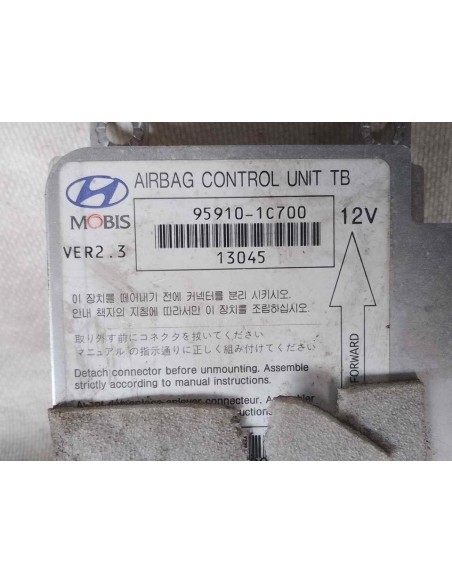 AIRBAG CONTROL UNIT TB
MOBIS
95910-1C700
12V
VER2.3
13045
이 장치를 떼어내기 전에 커넥터를 분리 시키시오.
안내 책자의 지침에 따라서만 이 장치를 조립하십시오.
取り外す前にコネクタを抜いてください
マニュアル の指示通りに正しく組み付けてください
Detach connector before unmounting. Assemble
strictly according to manual instructions.
connecteur.
FORWARD